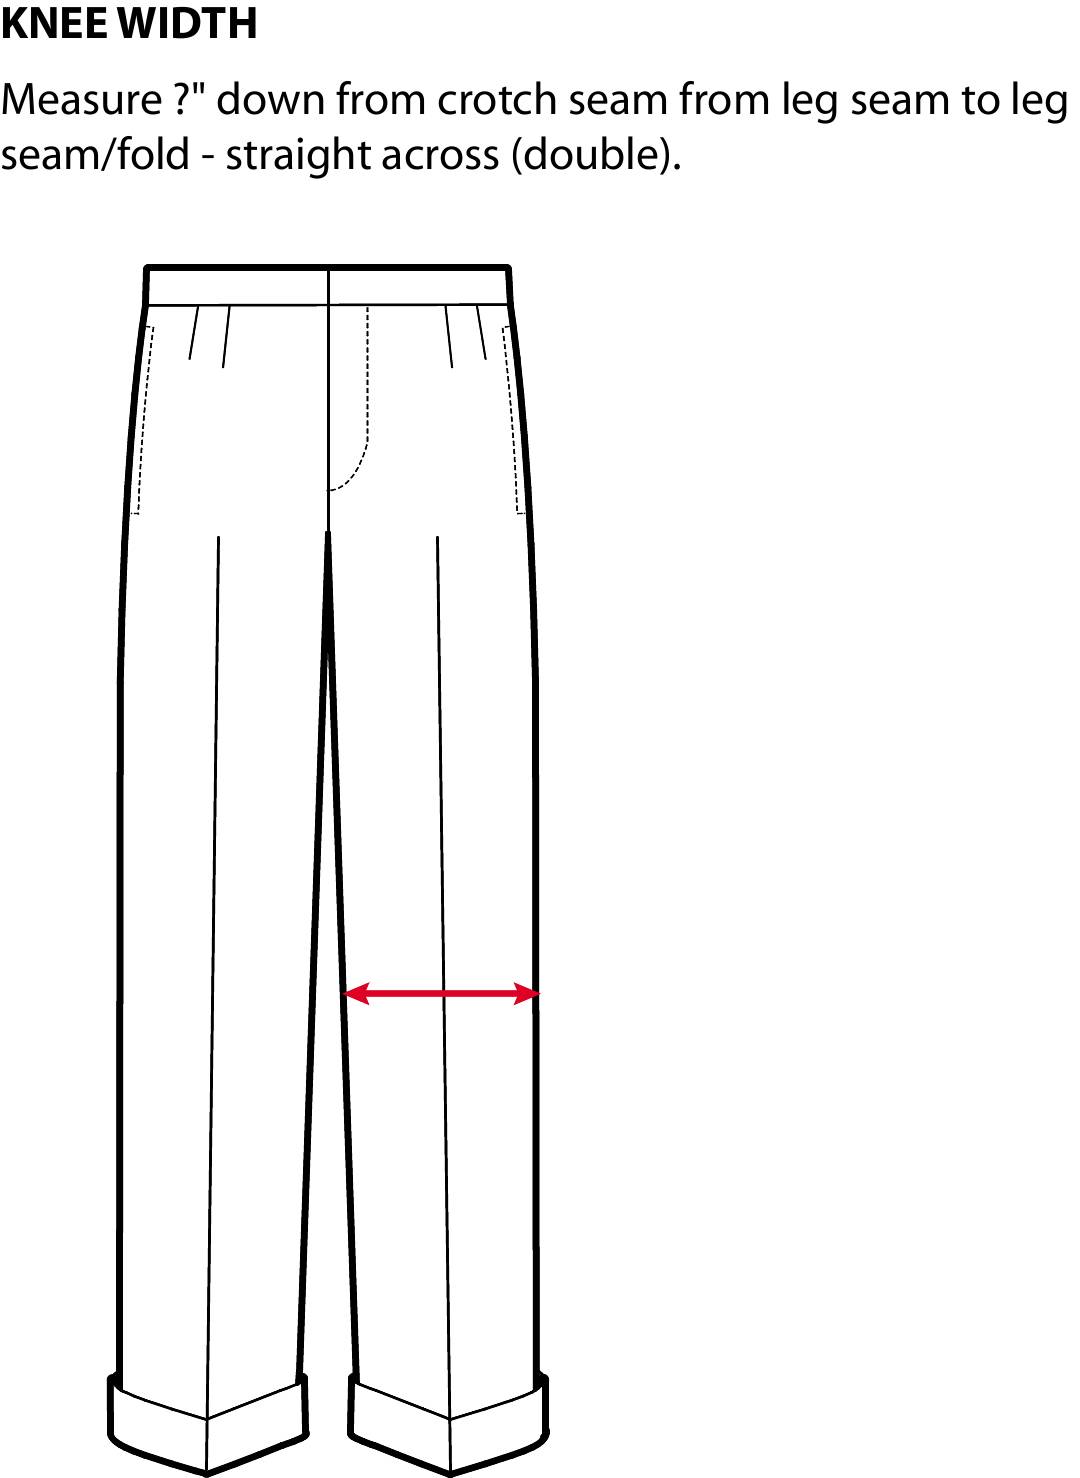 KNEE WIDTH
Measure ?" down from crotch seam from leg seam to leg
seam/fold - straight across (double).